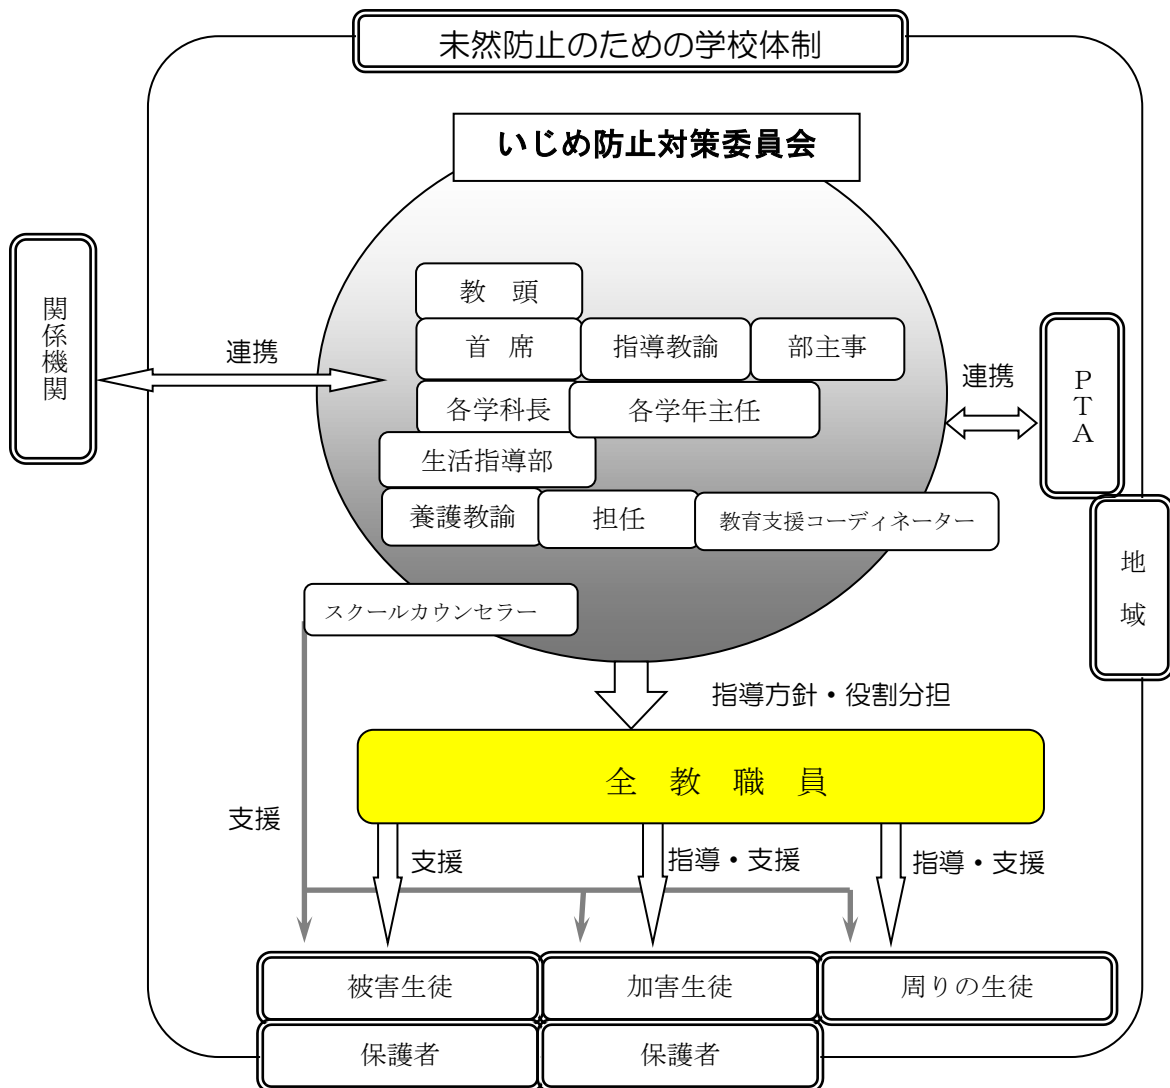 未然防止のための学校体制
いじめ防止対策委員会
関係機関
連携
教　頭
首　席
指導教諭
部主事
各学科長
各学年主任
生活指導部
養護教諭
担任
教育支援コーディネーター
スクールカウンセラー
連携
ＰＴＡ
地域
指導方針・役割分担
全　教　職　員
支援
支援
指導・支援
指導・支援
被害生徒
加害生徒
周りの生徒
保護者
保護者